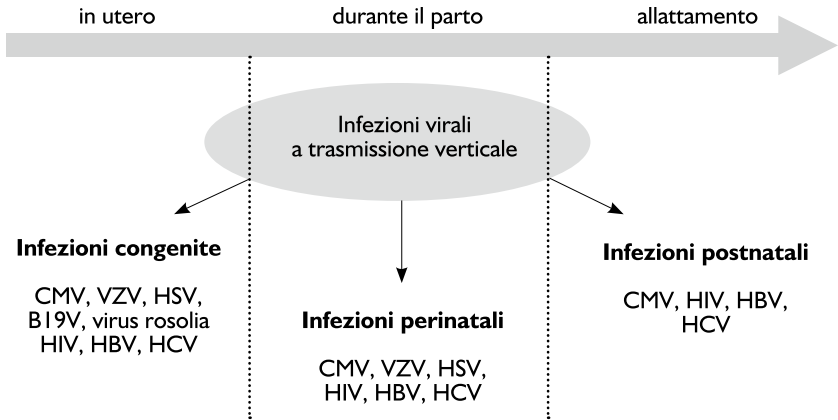 in utero
durante il parto
allattamento
Infezioni virali
a trasmissione verticale
Infezioni congenite
CMV, VZV, HSV,
B19V, virus rosolia
HIV, HBV, HCV
Infezioni perinatali
CMV, VZV, HSV,
HIV, HBV, HCV
Infezioni postnatali
CMV, HIV, HBV,
HCV